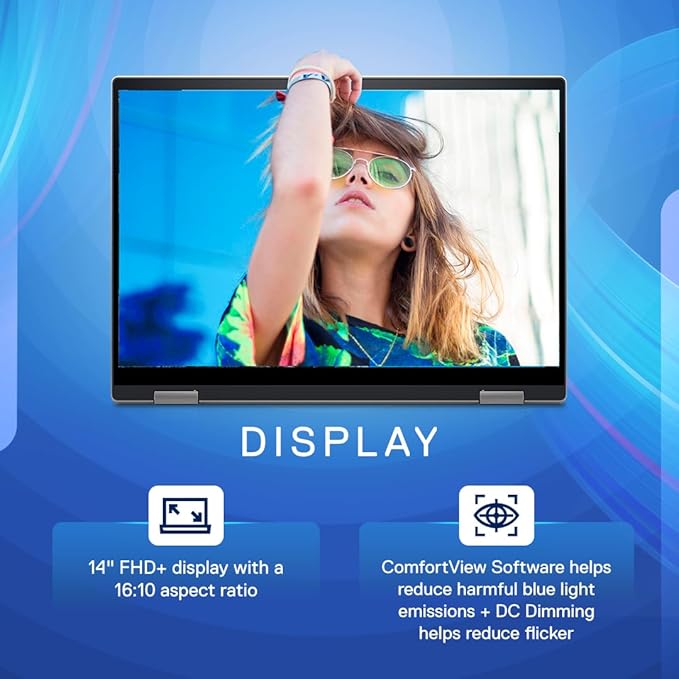 DISPLAY
14" FHD+ display with a
16:10 aspect ratio
ComfortView Software helps
reduce harmful blue light
emissions + DC Dimming
helps reduce flicker